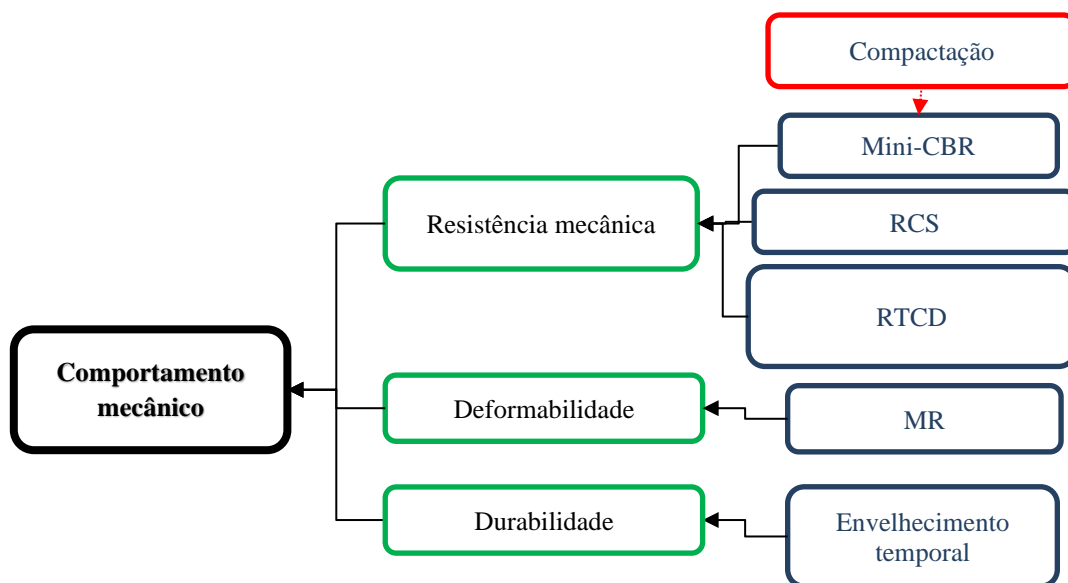 Compactação
Mini-CBR
Resistência mecânica
RCS
RTCD
Comportamento
mecânico
Deformabilidade
MR
Durabilidade
Envelhecimento
temporal